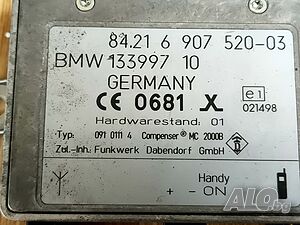 84.21 6 907 520-03
BMW 133997 10
GERMANY
CE 0681 X
e1
021498
Hardwarestand: 01
Typ: 091 0111 4 Compenser MC 2000B
Zul.-Inh: Funkwerk Dabendorf GmbH
Handy
+ - ON
ALO.bg